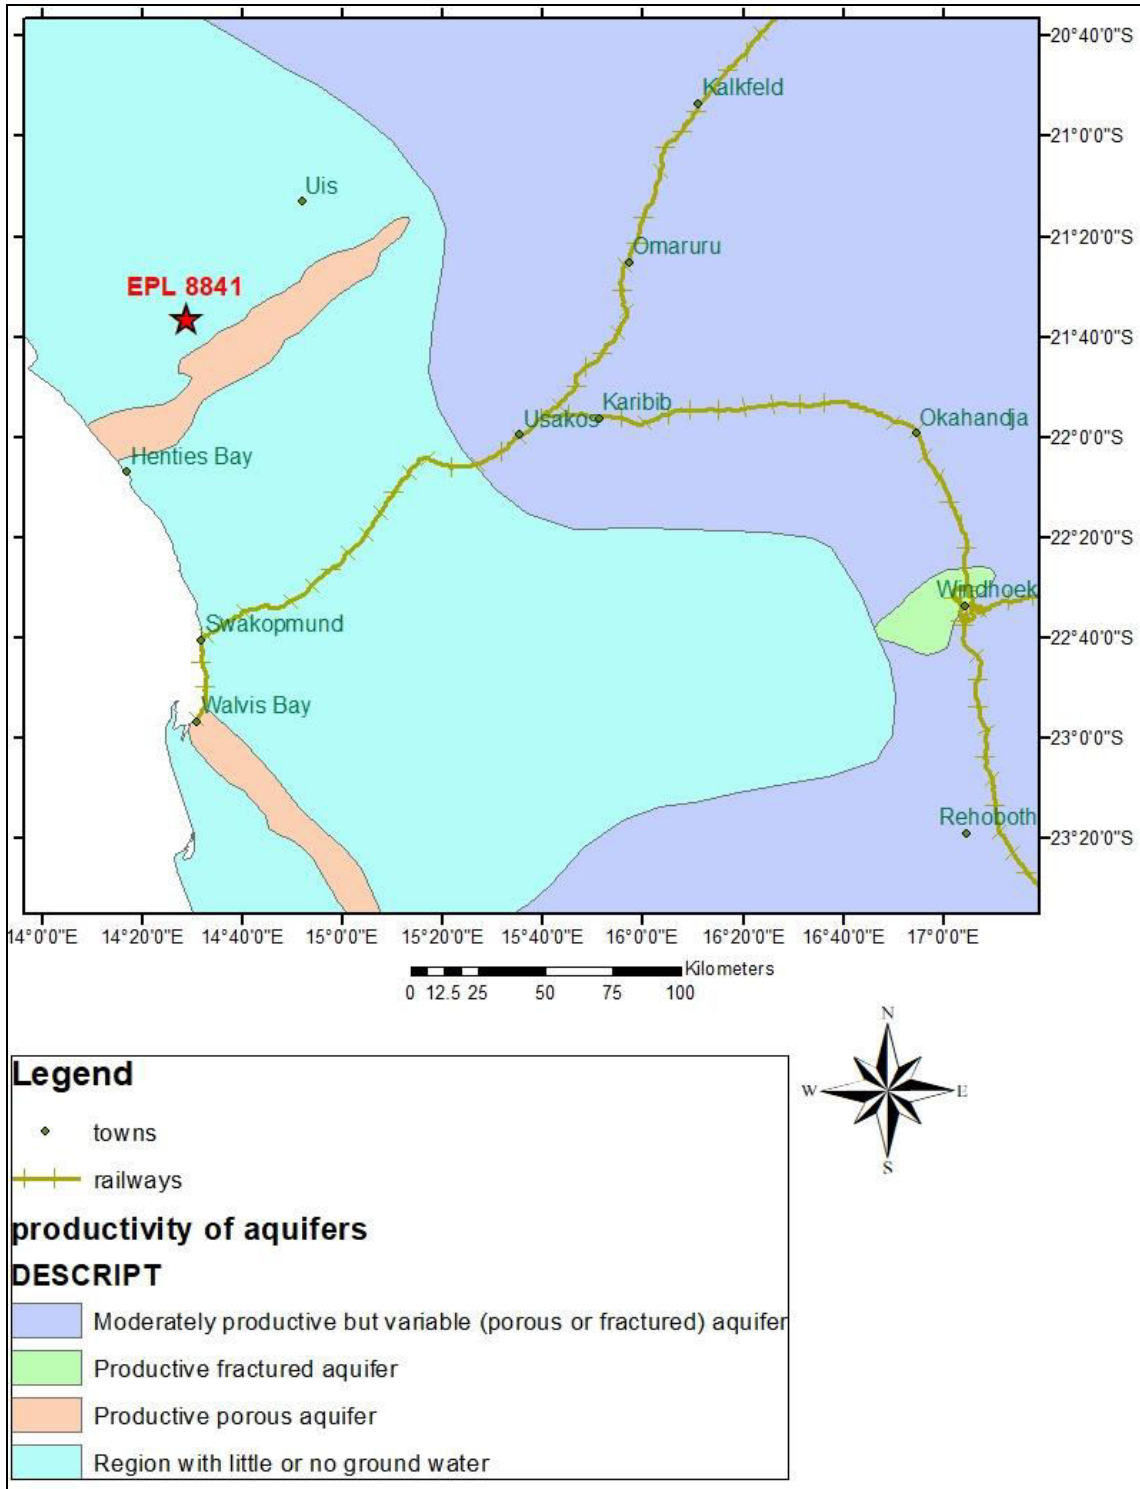 20°40'0"S
Kalkfeld
21°0'0"S
Uis
21°20'0"S
Omaruru
EPL 8841
21°40'0"S
Karibib
Usakos
Okahandja
22°0'0"S
Henties Bay
22°20'0"S
Windhoek
Swakopmund
22°40'0"S
Walvis Bay
23°0'0"S
Rehoboth
23°20'0"S
14°0'0"E 14°20'0"E 14°40'0"E 15°0'0"E 15°20'0"E 15°40'0"E 16°0'0"E 16°20'0"E 16°40'0"E 17°0'0"E
Kilometers
0 12.5 25 50 75 100
N
W E
S
Legend
towns
railways
productivity of aquifers
DESCRIPT
Moderately productive but variable (porous or fractured) aquifer
Productive fractured aquifer
Productive porous aquifer
Region with little or no ground water